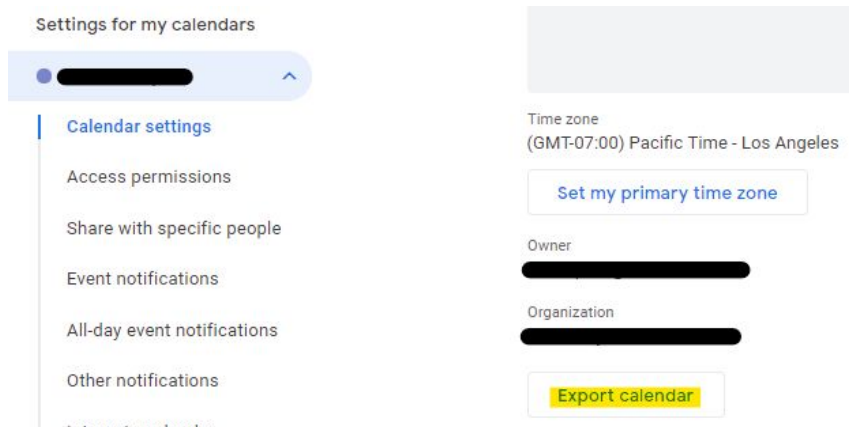 Settings for my calendars
Calendar settings
Access permissions
Share with specific people
Event notifications
All-day event notifications
Other notifications
Time zone
(GMT-07:00) Pacific Time - Los Angeles
Set my primary time zone
Owner
Organization
Export calendar